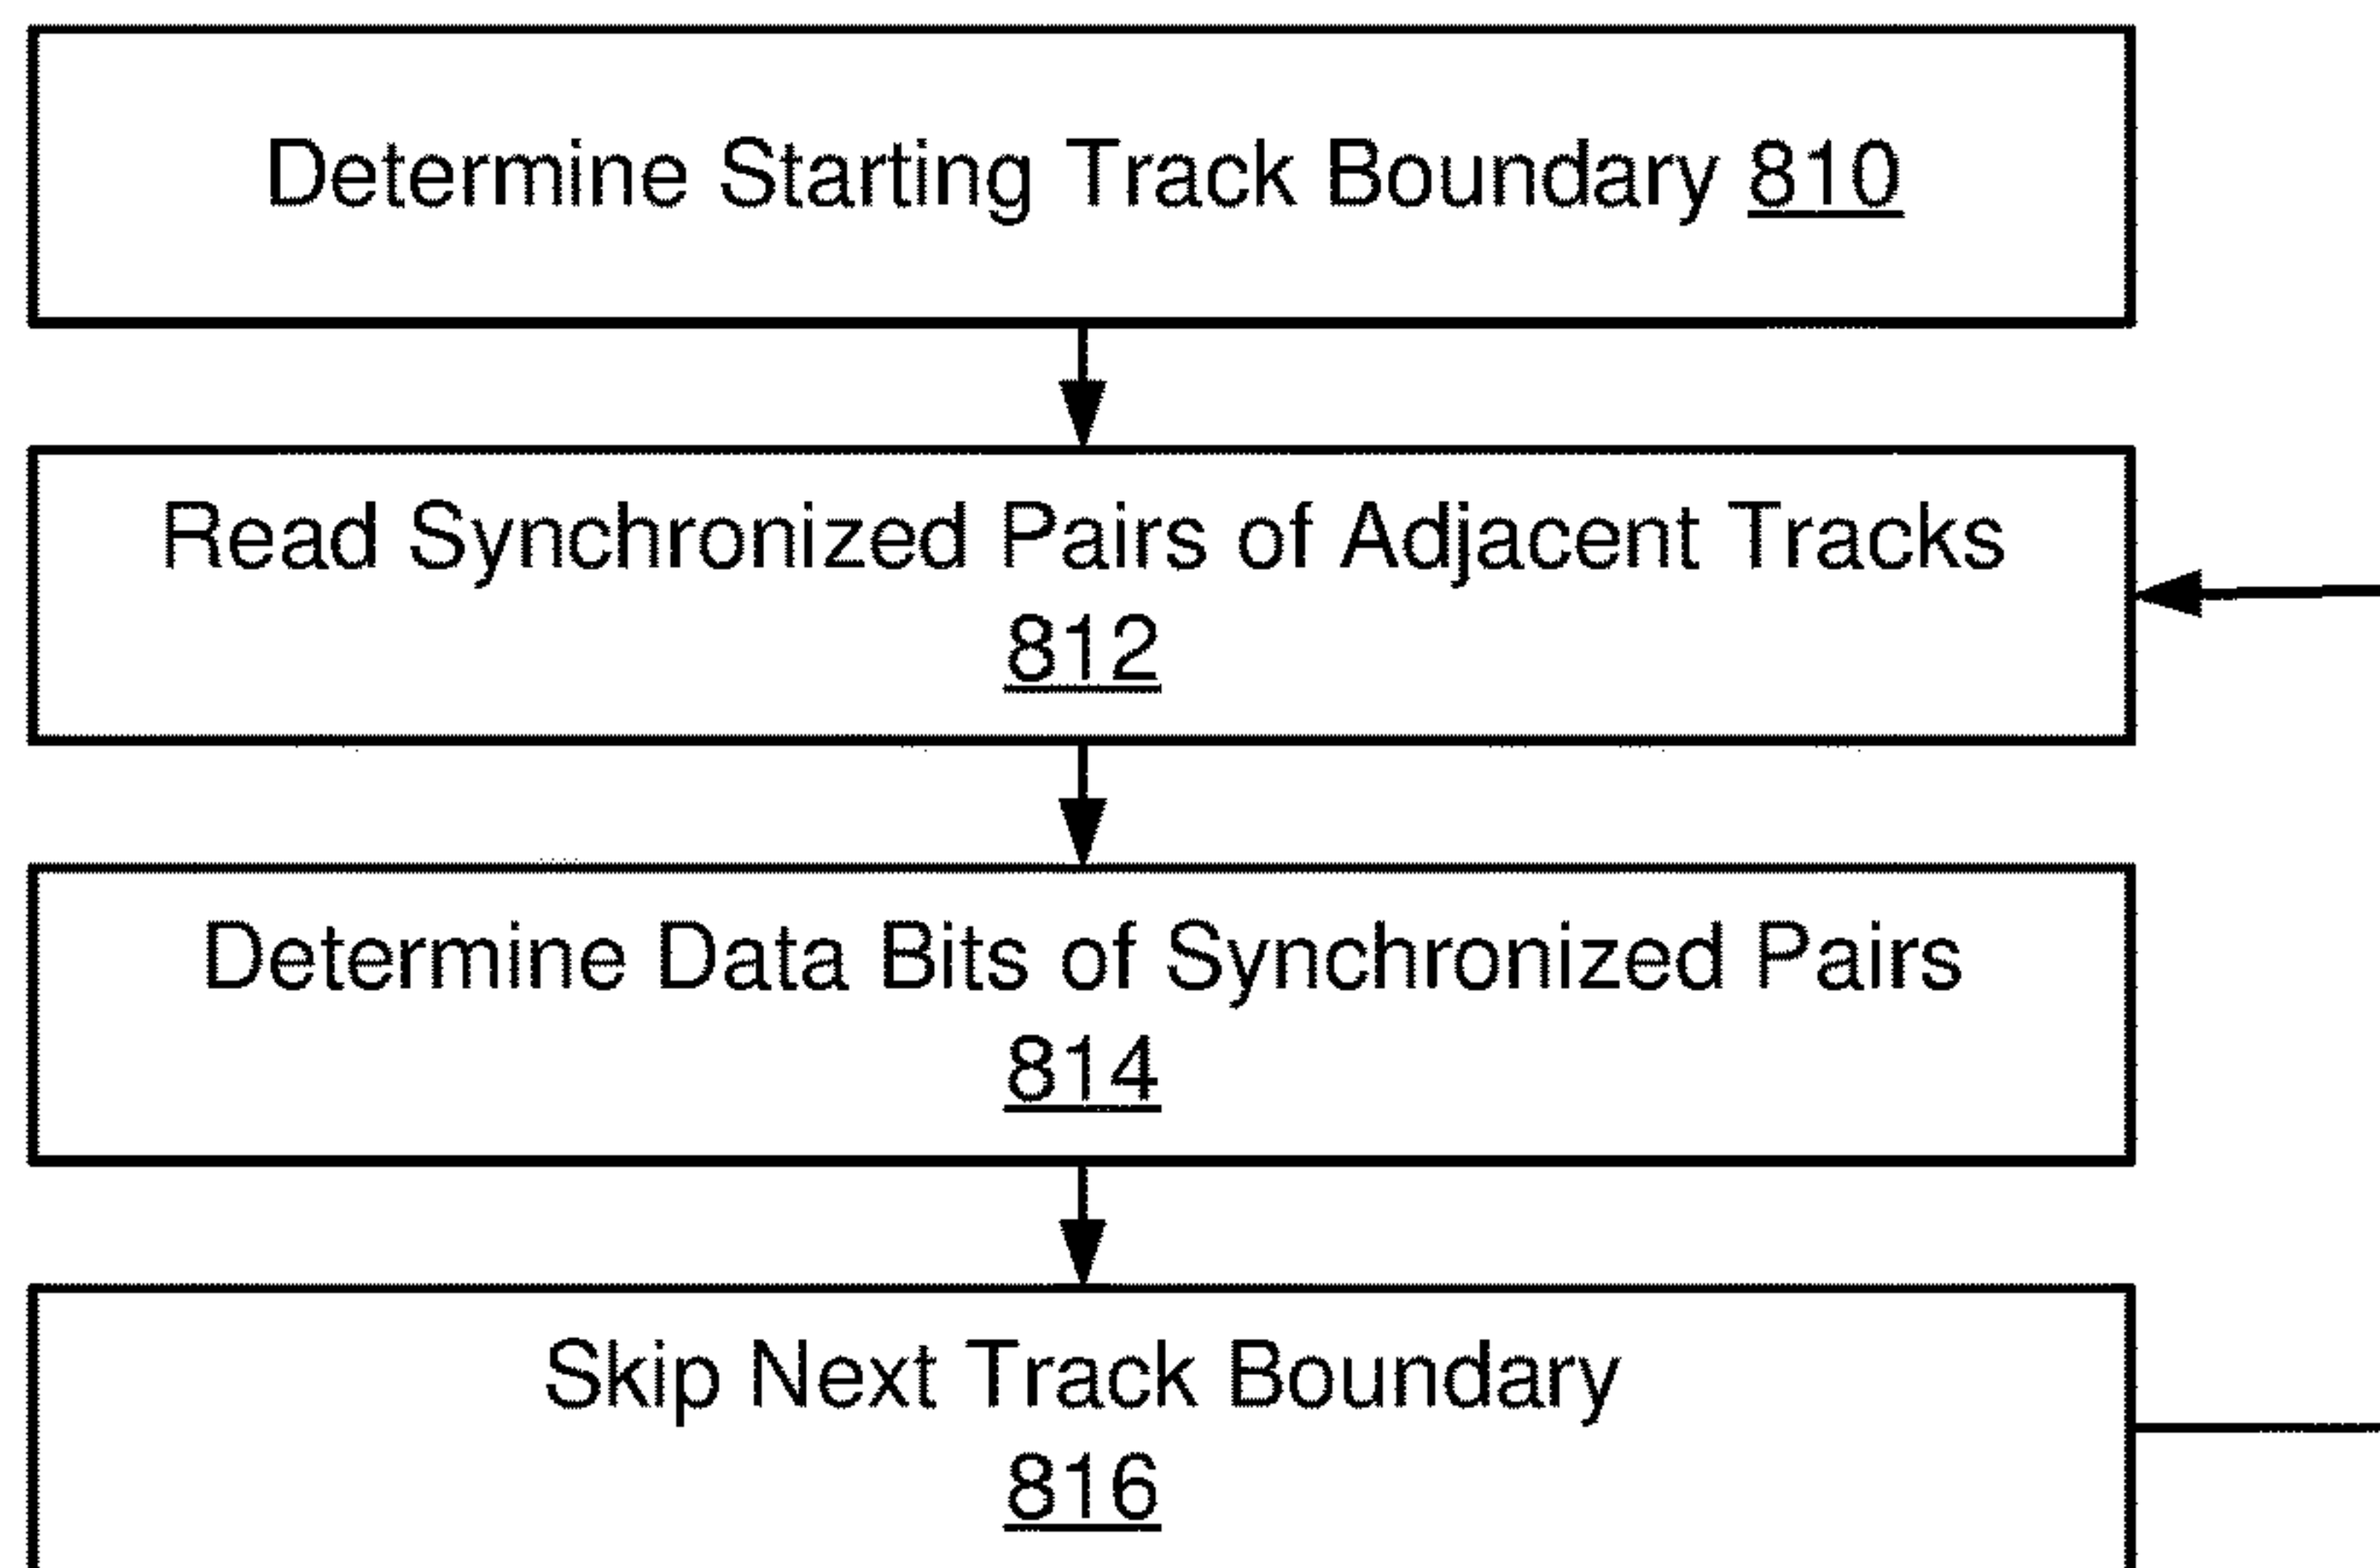 Determine Starting Track Boundary 810
Read Synchronized Pairs of Adjacent Tracks
812
Determine Data Bits of Synchronized Pairs
814
Skip Next Track Boundary
816